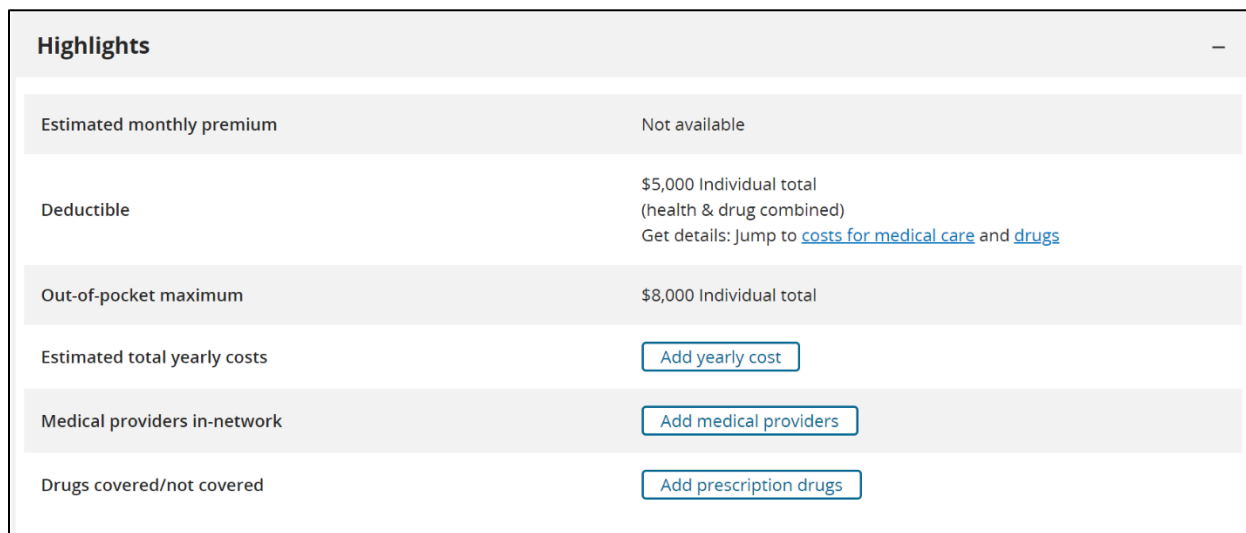 Highlights
Estimated monthly premium
Not available
Deductible
$5,000 Individual total
(health & drug combined)
Get details: Jump to costs for medical care and drugs
Out-of-pocket maximum
$8,000 Individual total
Estimated total yearly costs
Add yearly cost
Medical providers in-network
Add medical providers
Drugs covered/not covered
Add prescription drugs